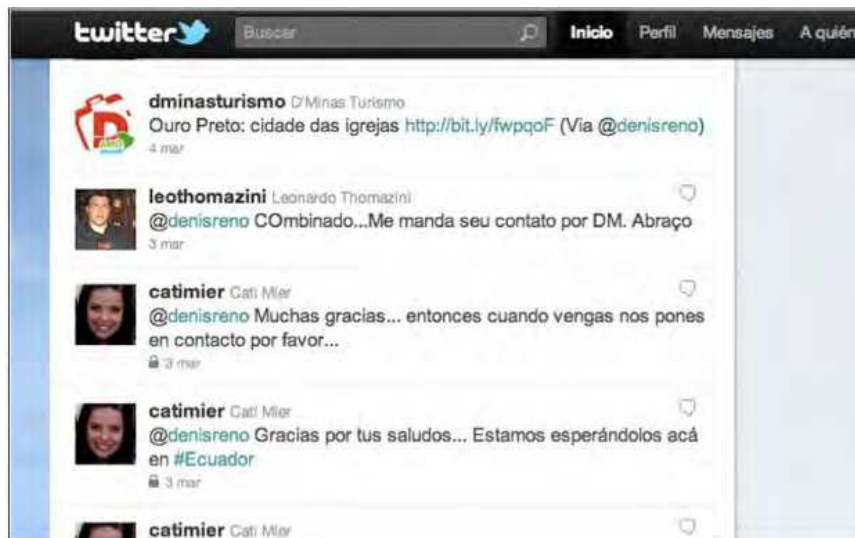 twitter Buscar Inicio Perfil Mensajes A quién
dminasturismo D'Minas Turismo
Ouro Preto: cidade das igrejas http://bit.ly/fwpqoF (Via @denisreno)
4 mar
leothomazini Leonardo Thomazini
@denisreno COmbinado...Me manda seu contato por DM. Abraço
3 mar
catimier Cati Mier
@denisreno Muchas gracias... entonces cuando vengas nos pones
en contacto por favor...
3 mar
catimier Cati Mier
@denisreno Gracias por tus saludos... Estamos esperándolos acá
en #Ecuador
3 mar
catimier Cati Mier